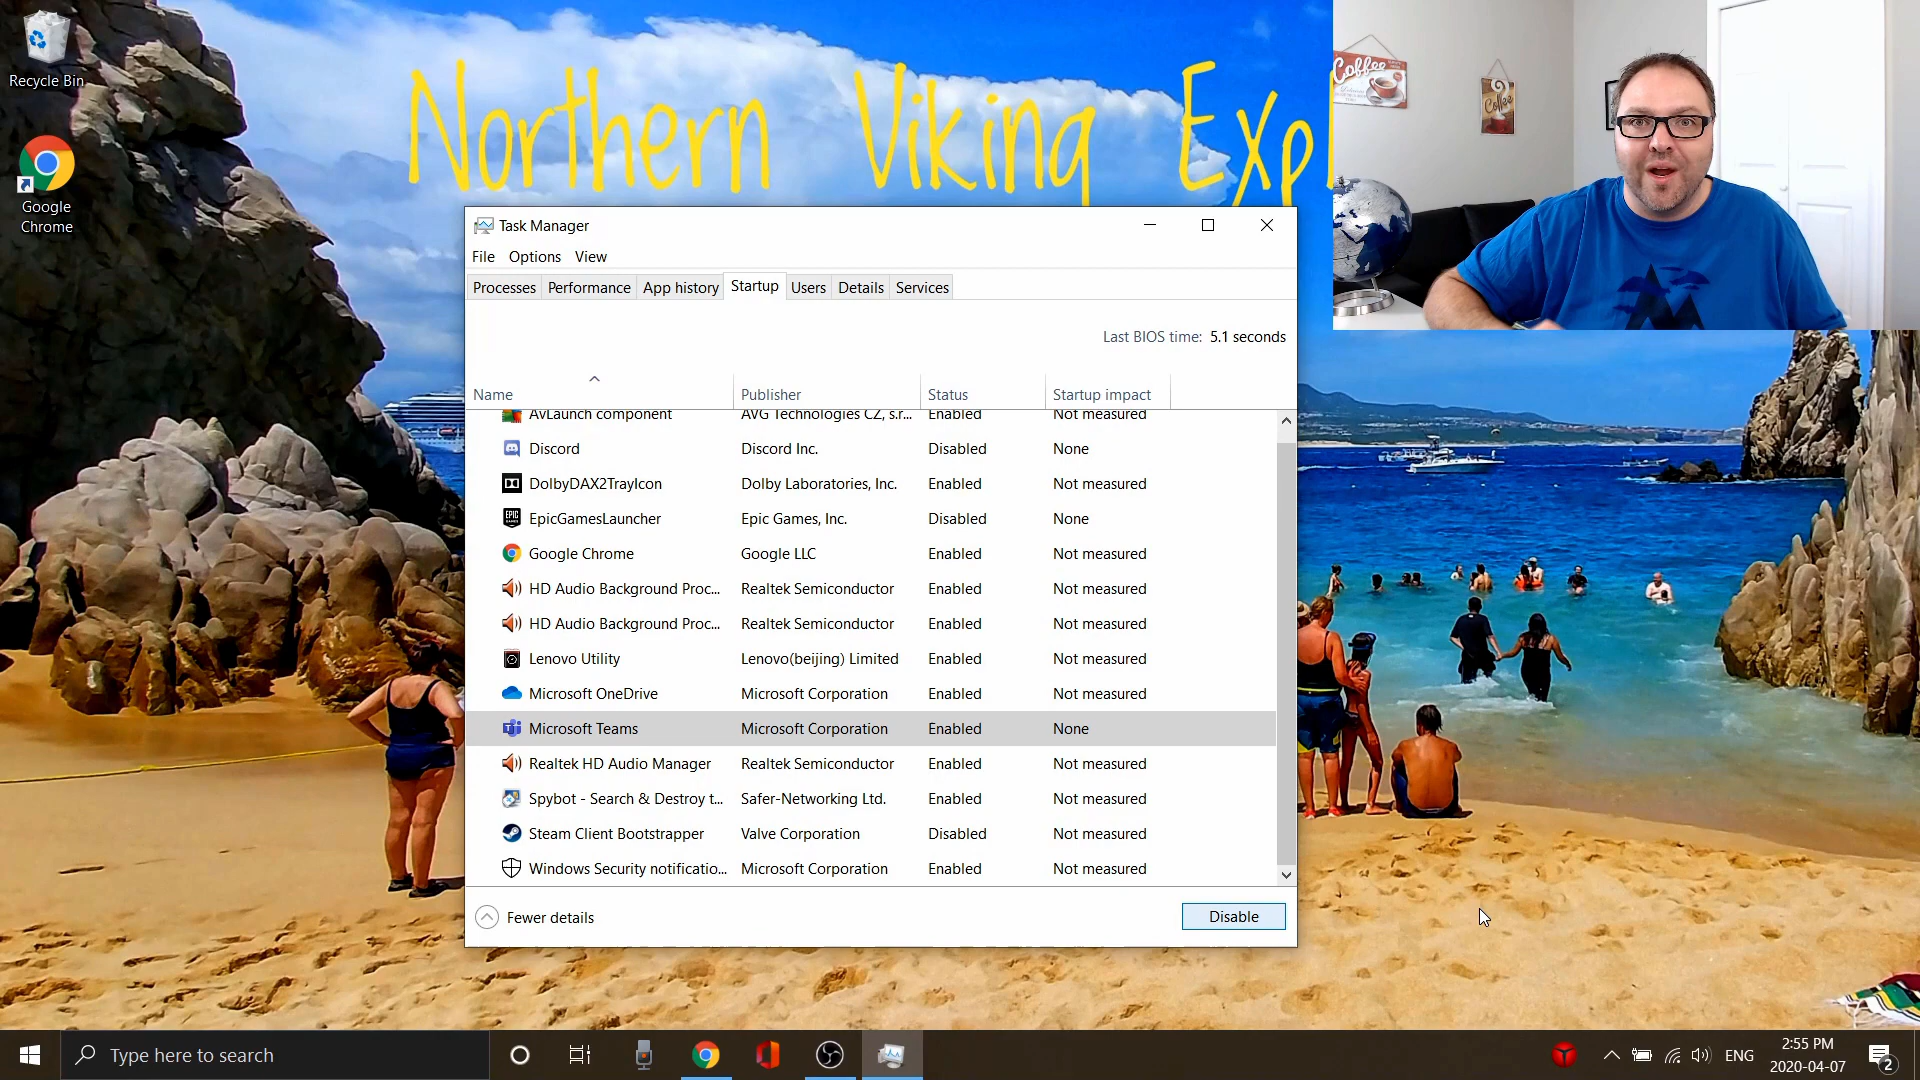 Recycle Bin
Google
Chrome
Northern Viking Expl
Coffee
Coffee
Task Manager
File Options View
Processes Performance App history Startup Users Details Services
Last BIOS time: 5.1 seconds
Name Publisher Status Startup impact
AvLaunch component AVG Technologies CZ, s.r... Enabled Not measured
Discord Discord Inc. Disabled None
DolbyDAX2TrayIcon Dolby Laboratories, Inc. Enabled Not measured
EpicGamesLauncher Epic Games, Inc. Disabled None
Google Chrome Google LLC Enabled Not measured
HD Audio Background Proc... Realtek Semiconductor Enabled Not measured
HD Audio Background Proc... Realtek Semiconductor Enabled Not measured
Lenovo Utility Lenovo(beijing) Limited Enabled Not measured
Microsoft OneDrive Microsoft Corporation Enabled Not measured
Microsoft Teams Microsoft Corporation Enabled None
Realtek HD Audio Manager Realtek Semiconductor Enabled Not measured
Spybot - Search & Destroy t... Safer-Networking Ltd. Enabled Not measured
Steam Client Bootstrapper Valve Corporation Disabled Not measured
Windows Security notificatio... Microsoft Corporation Enabled Not measured
Fewer details Disable
Type here to search
ENG
2:55 PM
2020-04-07
2